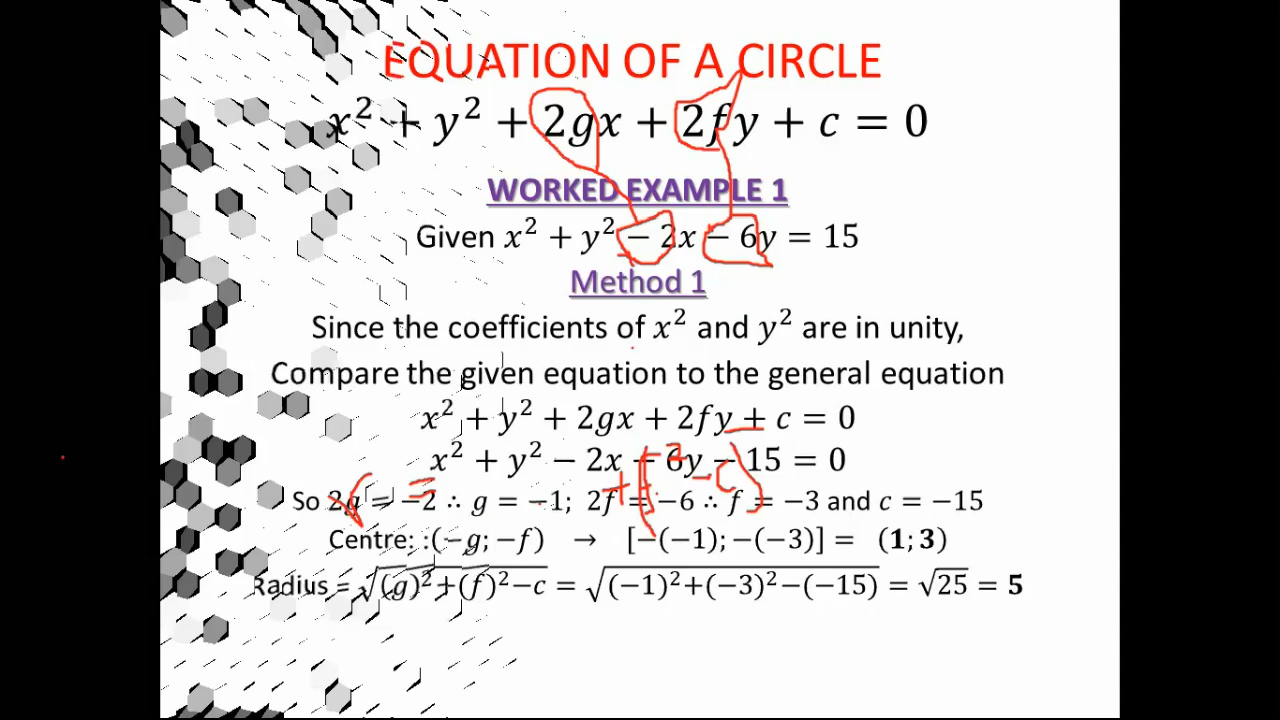 EQUATION OF A CIRCLE
x² + y² + 2gx + 2fy + c = 0
WORKED EXAMPLE 1
Given x² + y² − 2x − 6y = 15
Method 1
Since the coefficients of x² and y² are in unity,
Compare the given equation to the general equation
x² + y² + 2gx + 2fy + c = 0
x² + y² − 2x − 6y − 15 = 0
So 2g = −2 ∴ g = −1; 2f = −6 ∴ f = −3 and c = −15
Centre: :(−g; −f) → [−(−1); −(−3)] = (1; 3)
Radius = √((g)²+(f)²−c) = √((−1)²+(−3)²−(−15)) = √25 = 5